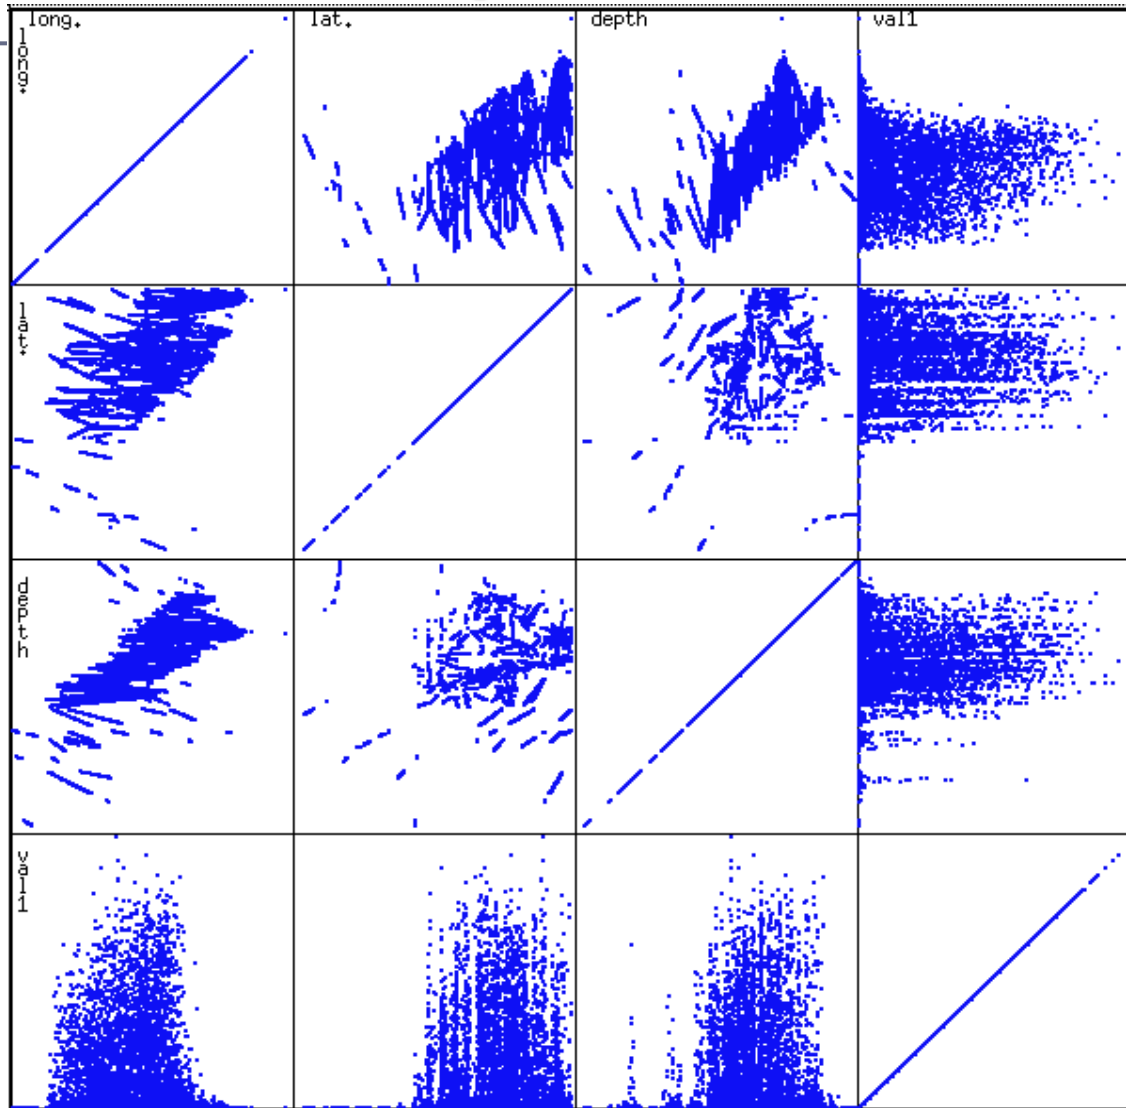 long. lat. depth val1
long.
lat.
depth
val1